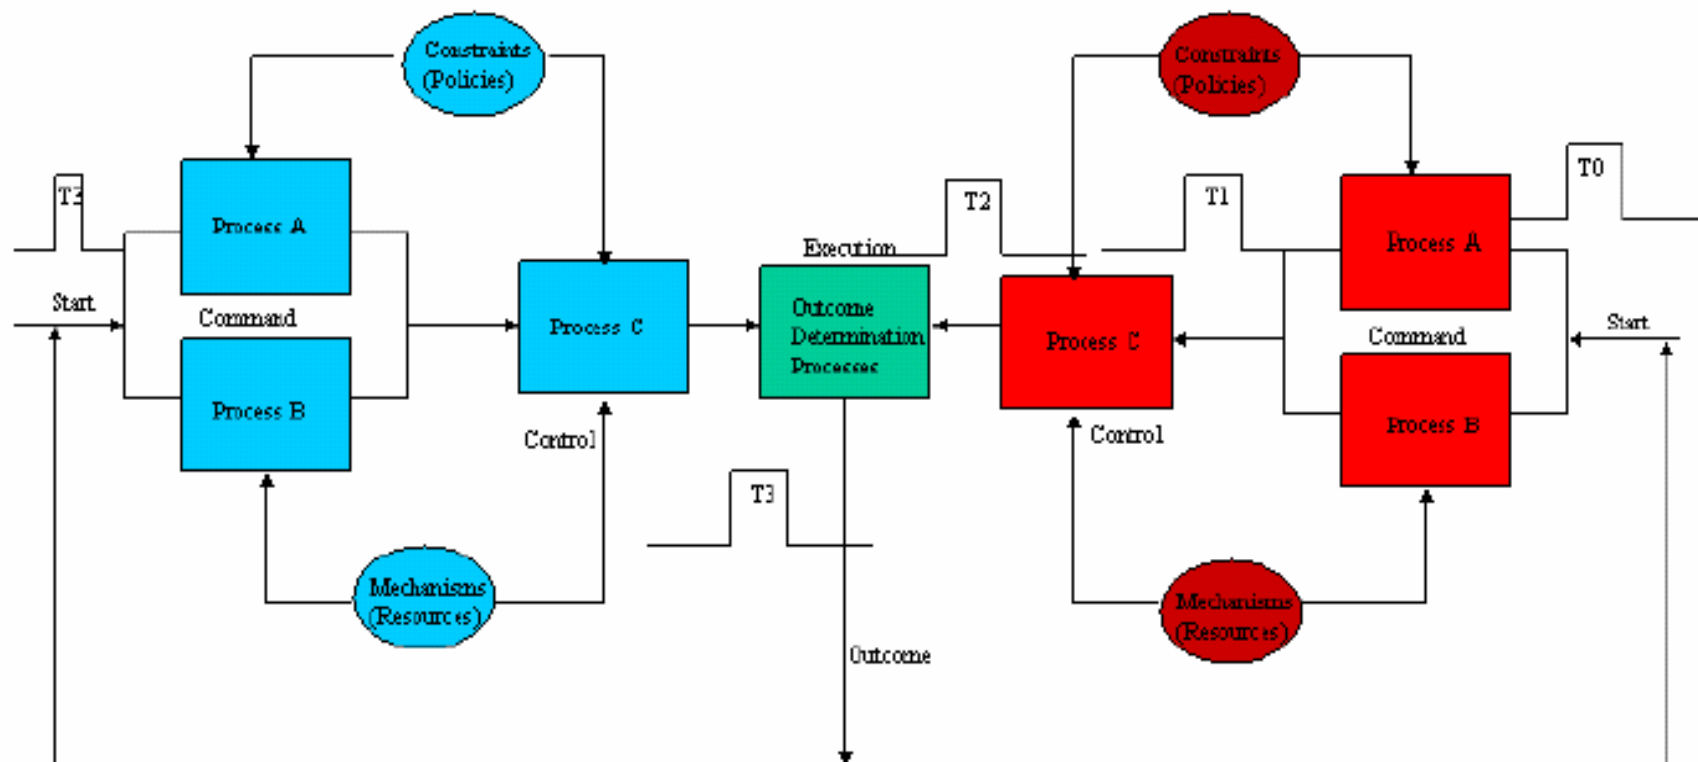 Constraints
(Policies)
Constraints
(Policies)
T3
Process A
T2
T1
Process A
T0
Execution
Start
Command
Process C
Outcome
Determination
Processes
Process C
Command
Start
Process B
Control
Control
Process B
T3
Mechanisms
(Resources)
Mechanisms
(Resources)
Outcome